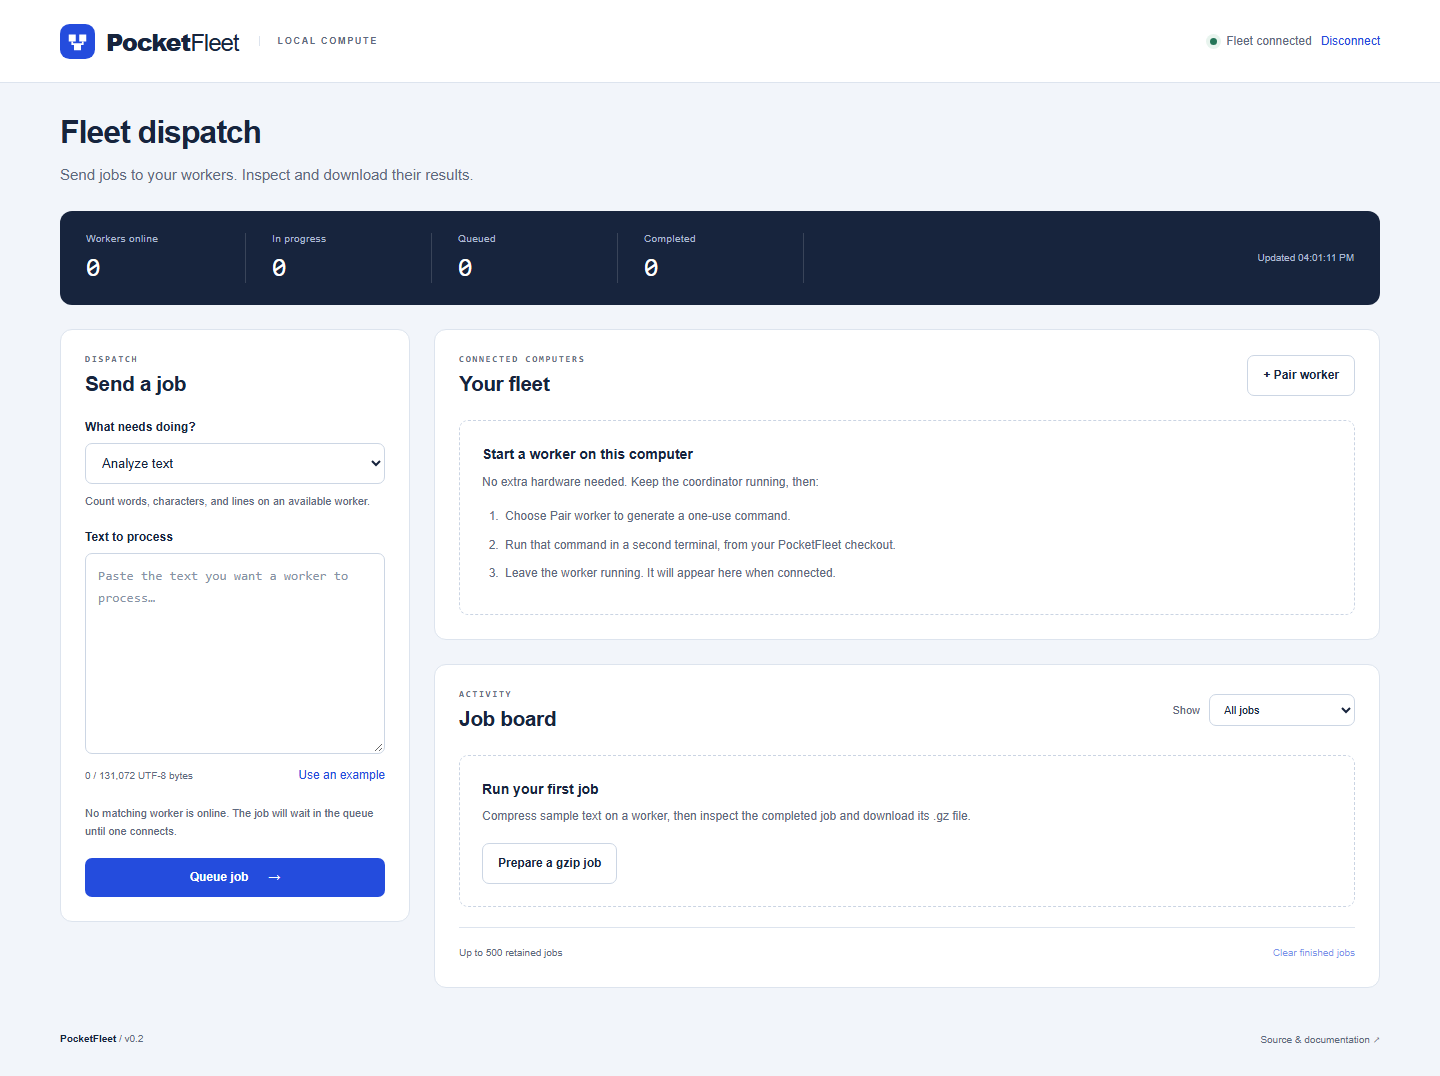 PocketFleet
LOCAL COMPUTE
Fleet connected
Disconnect
Fleet dispatch
Send jobs to your workers. Inspect and download their results.
Workers online
0
In progress
0
Queued
0
Completed
0
Updated 04:01:11 PM
DISPATCH
Send a job
What needs doing?
Analyze text
Count words, characters, and lines on an available worker.
Text to process
Paste the text you want a worker to
process…
0 / 131,072 UTF-8 bytes
Use an example
No matching worker is online. The job will wait in the queue
until one connects.
Queue job →
CONNECTED COMPUTERS
Your fleet
+ Pair worker
Start a worker on this computer
No extra hardware needed. Keep the coordinator running, then:
1. Choose Pair worker to generate a one-use command.
2. Run that command in a second terminal, from your PocketFleet checkout.
3. Leave the worker running. It will appear here when connected.
ACTIVITY
Job board
Show
All jobs
Run your first job
Compress sample text on a worker, then inspect the completed job and download its .gz file.
Prepare a gzip job
Up to 500 retained jobs
Clear finished jobs
PocketFleet / v0.2
Source & documentation ↗